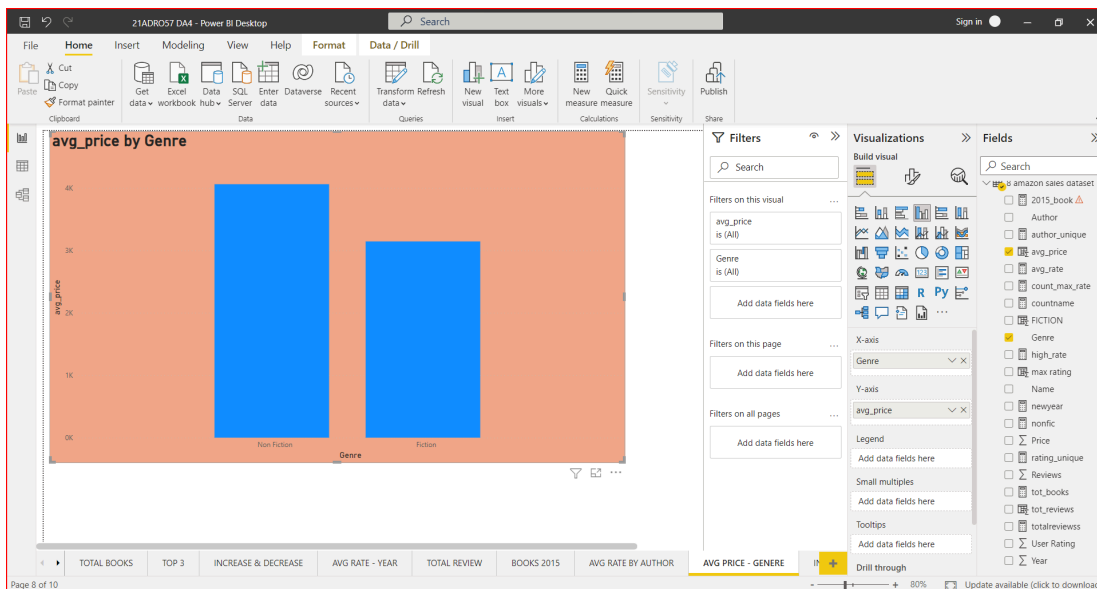 21ADRO57 DA4 - Power BI Desktop
Search
Sign in
File
Home
Insert
Modeling
View
Help
Format
Data / Drill
Paste
Cut
Copy
Format painter
Get data
Excel workbook
Data hub
SQL Server
Enter data
Dataverse
Recent sources
Transform data
Refresh
New visual
Text box
More visuals
New measure
Quick measure
Sensitivity
Publish
Clipboard
Data
Queries
Insert
Calculations
Sensitivity
Share
avg_price by Genre
4K
3K
2K
1K
0K
avg_price
Non Fiction
Fiction
Genre
Filters
Search
Filters on this visual
avg_price
is (All)
Genre
is (All)
Add data fields here
Filters on this page
Add data fields here
Filters on all pages
Add data fields here
Visualizations
Build visual
123
R
Py
X-axis
Genre
Y-axis
avg_price
Legend
Add data fields here
Small multiples
Add data fields here
Tooltips
Add data fields here
Drill through
Fields
Search
amazon sales dataset
2015_book
Author
author_unique
avg_price
avg_rate
count_max_rate
countname
FICTION
Genre
high_rate
max rating
Name
newyear
nonfic
Price
rating_unique
Reviews
tot_books
tot_reviews
totalreviewss
User Rating
Year
TOTAL BOOKS
TOP 3
INCREASE & DECREASE
AVG RATE - YEAR
TOTAL REVIEW
BOOKS 2015
AVG RATE BY AUTHOR
AVG PRICE - GENERE
Page 8 of 10
- + 80%
Update available (click to download